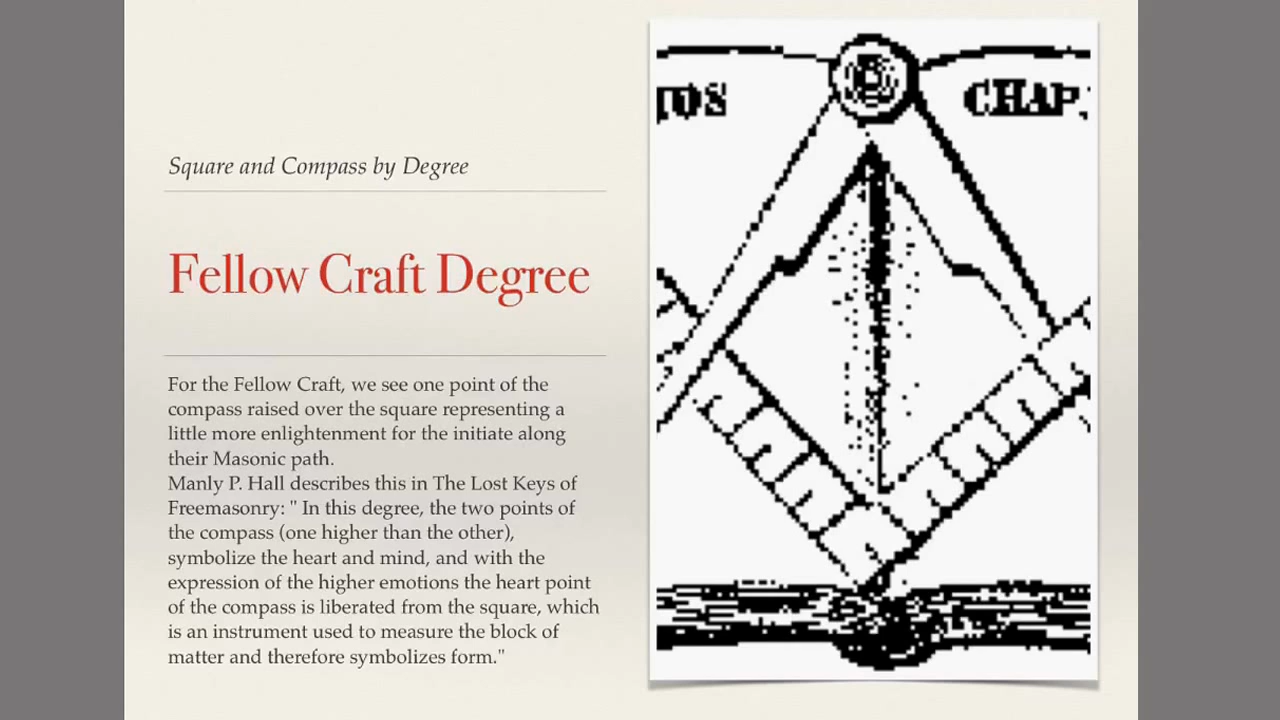 Square and Compass by Degree
Fellow Craft Degree
For the Fellow Craft, we see one point of the
compass raised over the square representing a
little more enlightenment for the initiate along
their Masonic path.
Manly P. Hall describes this in The Lost Keys of
Freemasonry: " In this degree, the two points of
the compass (one higher than the other),
symbolize the heart and mind, and with the
expression of the higher emotions the heart point
of the compass is liberated from the square, which
is an instrument used to measure the block of
matter and therefore symbolizes form."
CHAP.